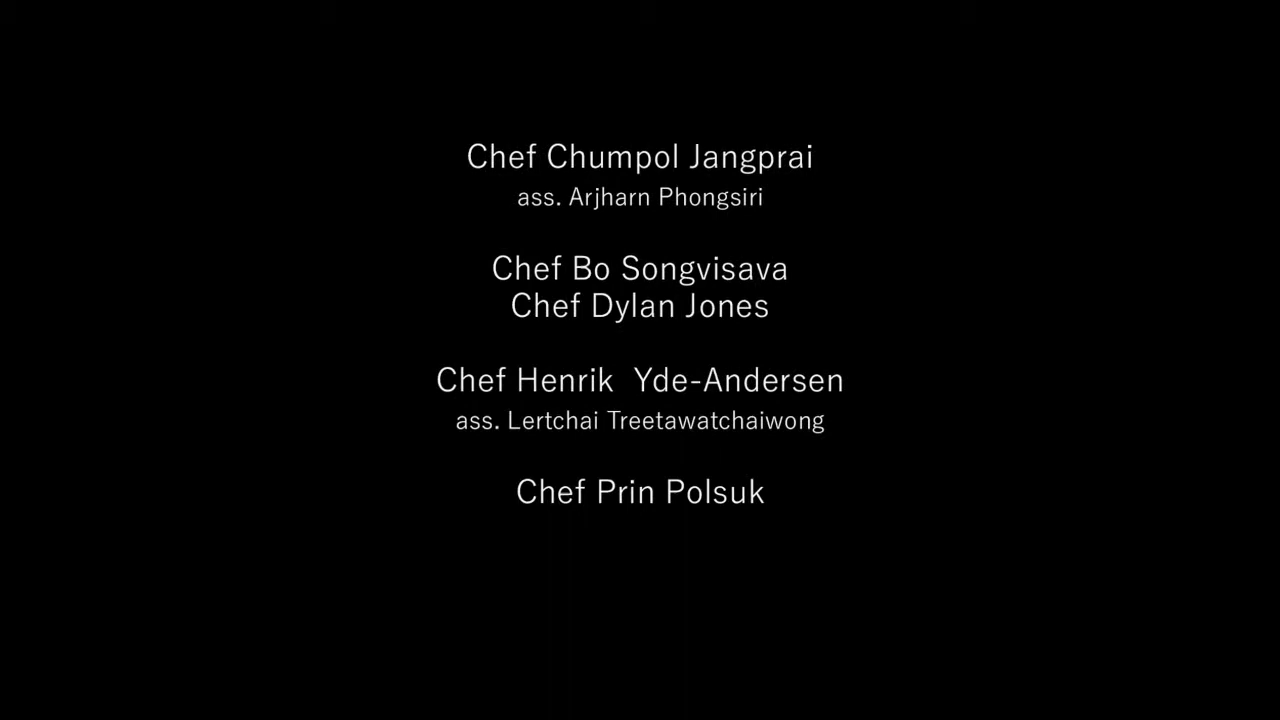 Chef Chumpol Jangprai
ass. Arjharn Phongsiri
Chef Bo Songvisava
Chef Dylan Jones
Chef Henrik  Yde-Andersen
ass. Lertchai Treetawatchaiwong
Chef Prin Polsuk